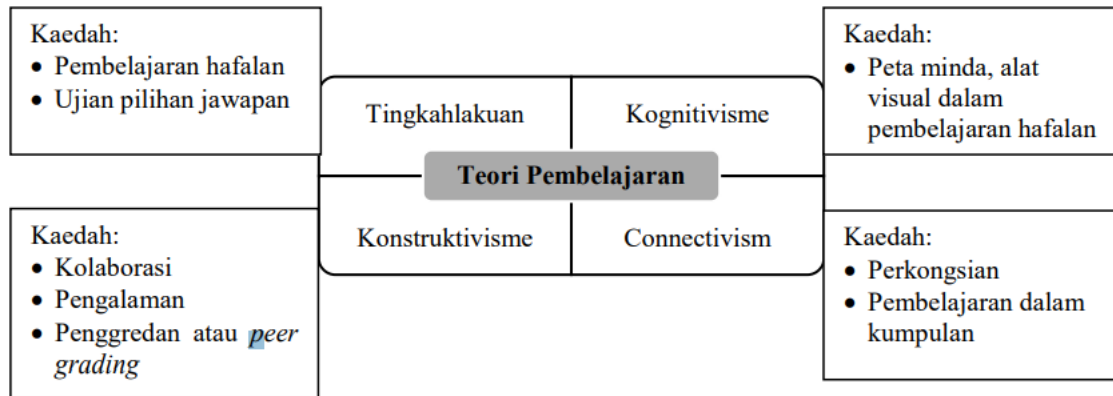 Kaedah:
• Pembelajaran hafalan
• Ujian pilihan jawapan
Kaedah:
• Peta minda, alat
visual dalam
pembelajaran hafalan
Tingkahlakuan
Kognitivisme
Teori Pembelajaran
Konstruktivisme
Connectivism
Kaedah:
• Kolaborasi
• Pengalaman
• Penggredan atau peer
grading
Kaedah:
• Perkongsian
• Pembelajaran dalam
kumpulan